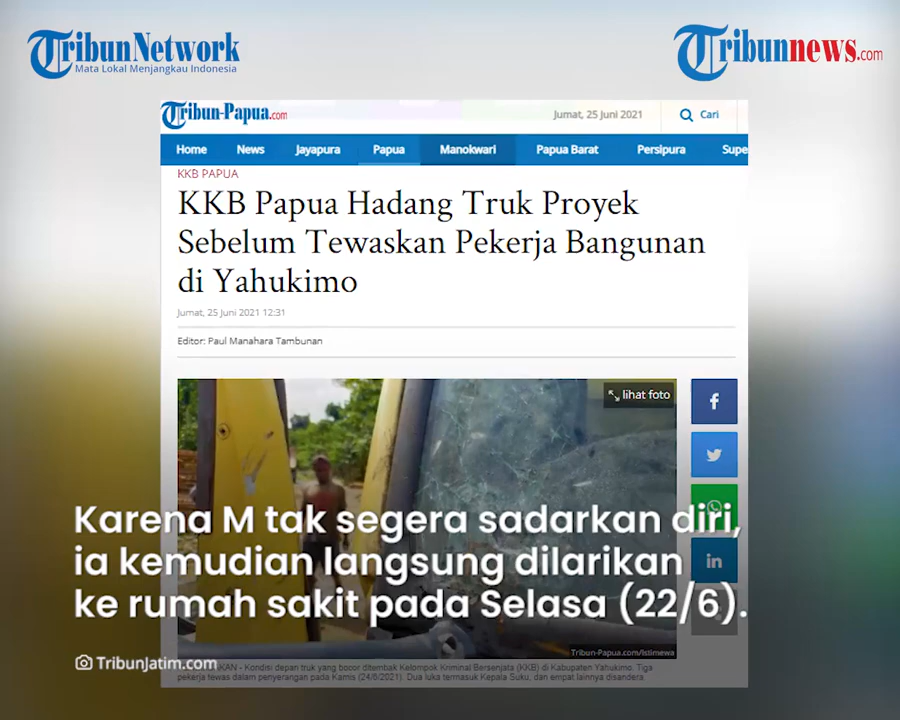 TribunNetwork
Mata Lokal Menjangkau Indonesia
Tribunnews.com
Tribun-Papua.com
Jumat, 25 Juni 2021
Cari
Home News Jayapura Papua Manokwari Papua Barat Persipura Supe
KKB PAPUA
KKB Papua Hadang Truk Proyek
Sebelum Tewaskan Pekerja Bangunan
di Yahukimo
Jumat, 25 Juni 2021 12:31
Editor: Paul Manahara Tambunan
lihat foto
Karena M tak segera sadarkan diri,
ia kemudian langsung dilarikan
ke rumah sakit pada Selasa (22/6).
Tribun-Papua.com/Istimewa
TribunJatim.com
AKAN - Kondisi depan truk yang bocor ditembak Kelompok Kriminal Bersenjata (KKB) di Kabupaten Yahukimo. Tiga
pekerja tewas dalam penyerangan pada Kamis (24/6/2021). Dua luka termasuk Kepala Suku, dan empat lainnya disandera